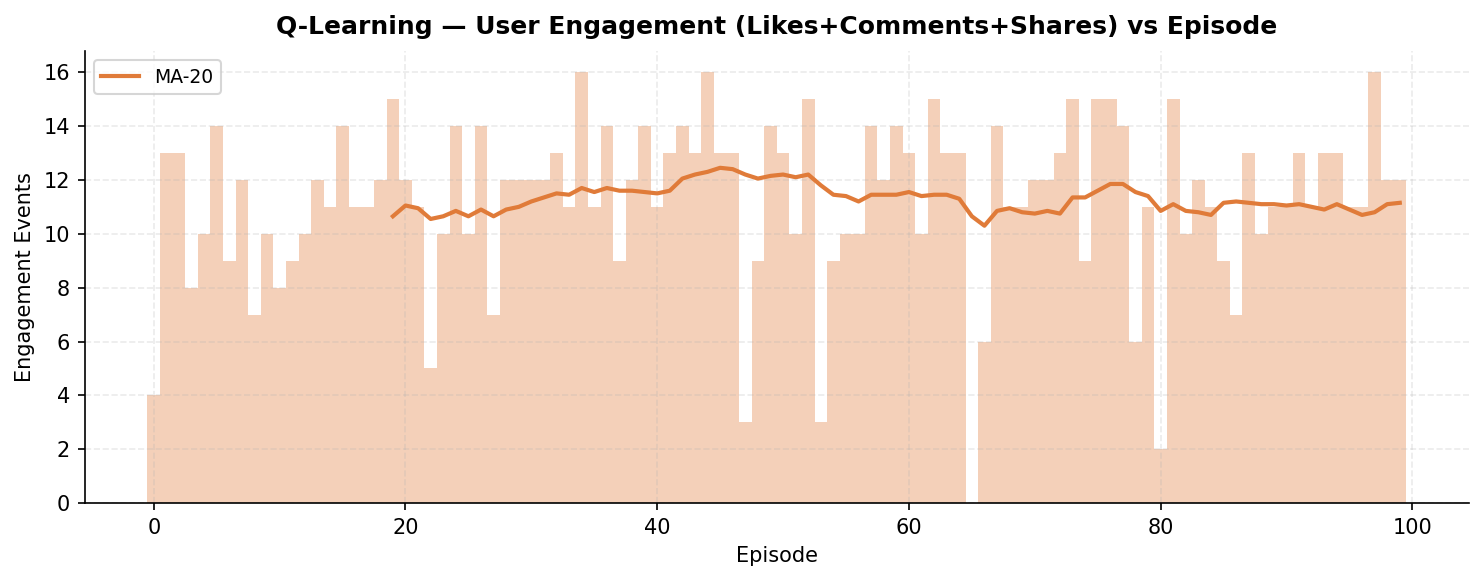 Q-Learning — User Engagement (Likes+Comments+Shares) vs Episode
MA-20
Engagement Events
16
14
12
10
8
6
4
2
0
0 20 40 60 80 100
Episode